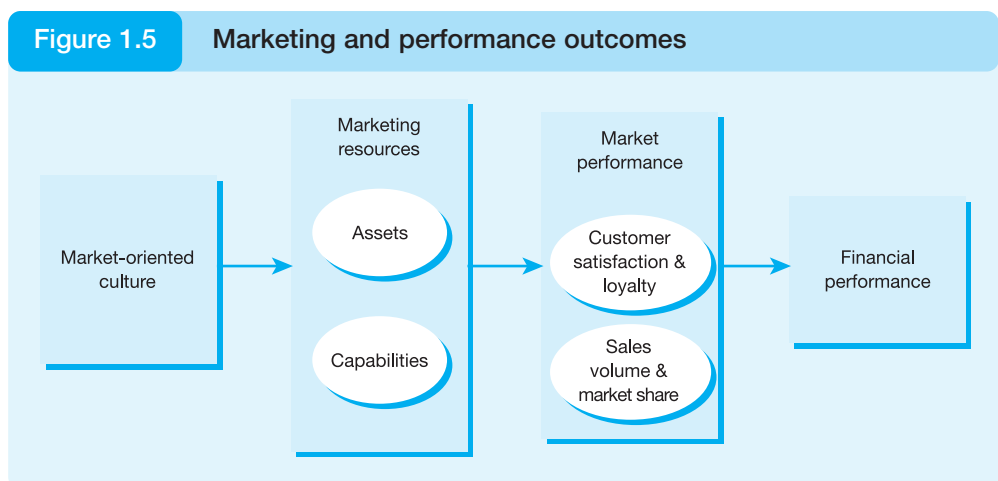 Figure 1.5
Marketing and performance outcomes
Market-oriented
culture
Marketing
resources
Assets
Capabilities
Market
performance
Customer
satisfaction &
loyalty
Sales
volume &
market share
Financial
performance